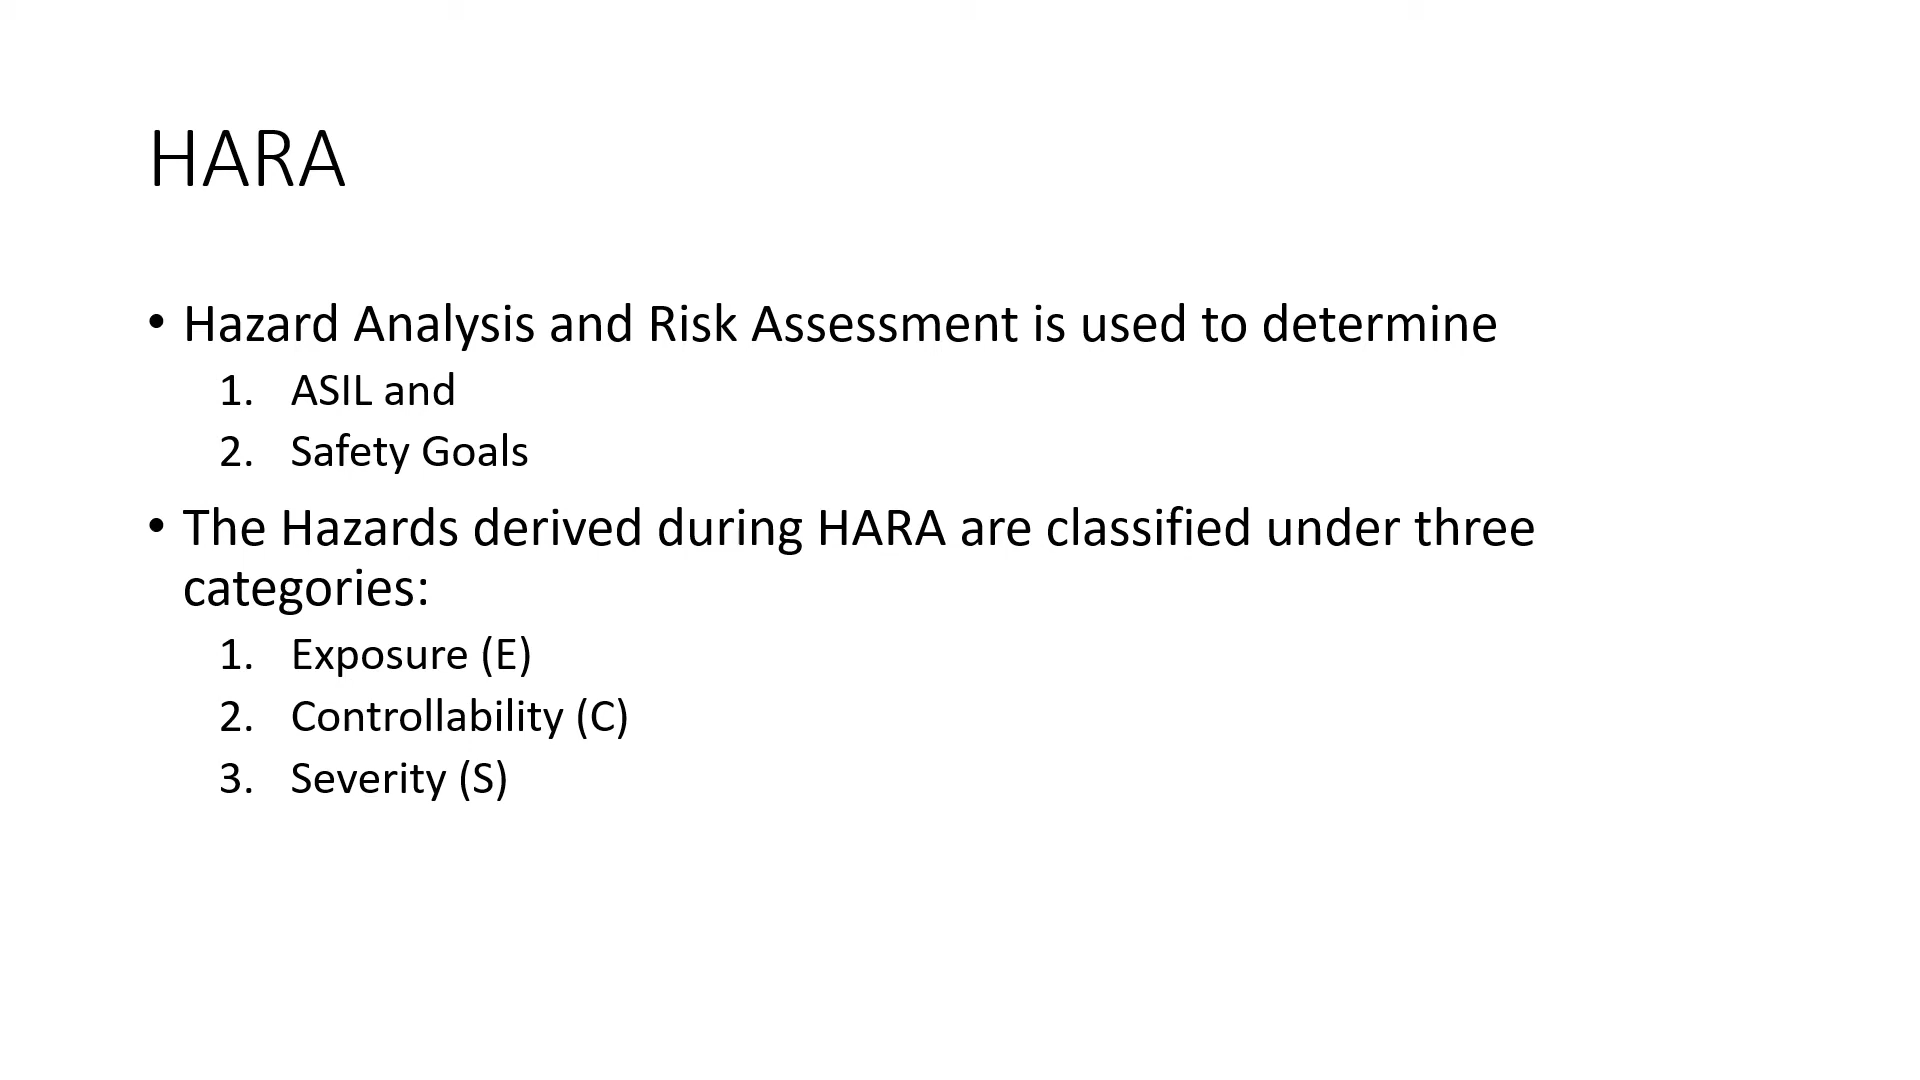 HARA
• Hazard Analysis and Risk Assessment is used to determine
1. ASIL and
2. Safety Goals
• The Hazards derived during HARA are classified under three
categories:
1. Exposure (E)
2. Controllability (C)
3. Severity (S)